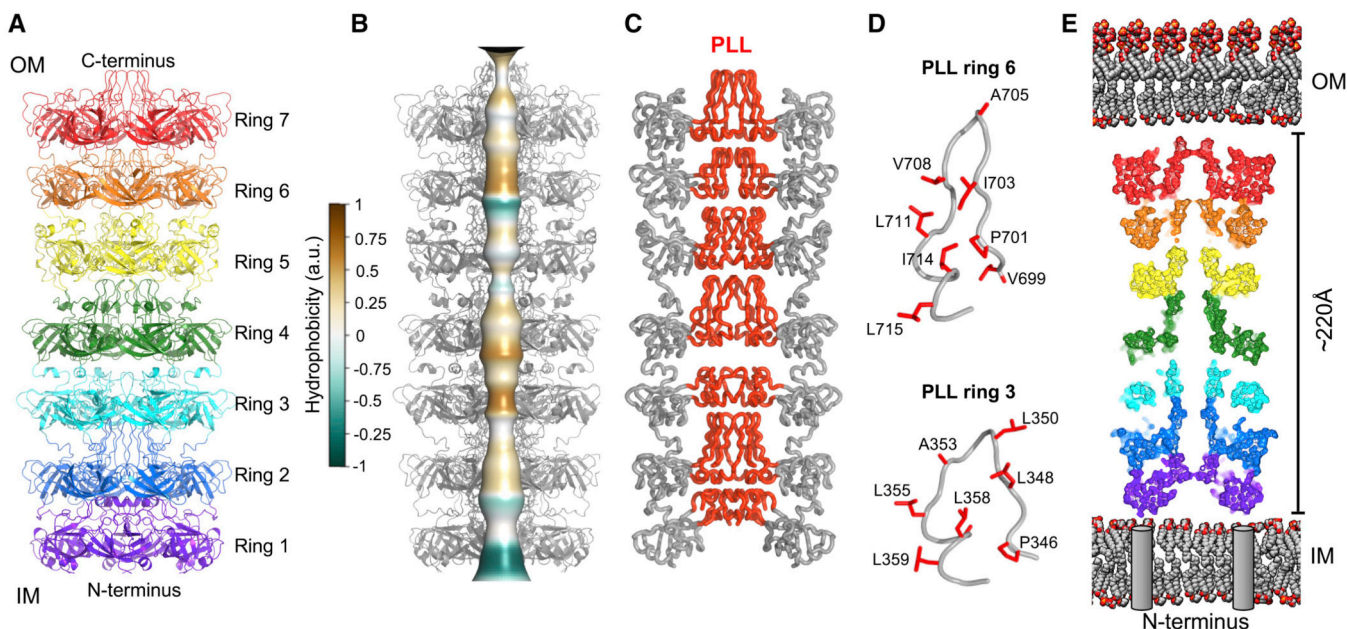 A
OM
C-terminus
Ring 7
Ring 6
Ring 5
Ring 4
Ring 3
Ring 2
Ring 1
IM
N-terminus
B
Hydrophobicity (a.u.)
1
0.75
0.5
0.25
0
-0.75
-0.5
-0.25
-1
C
PLL
D
PLL ring 6
A705
V708
I703
L711
P701
I714
V699
L715
PLL ring 3
L350
A353
L348
L355
L358
L359
P346
E
OM
~220Å
IM
N-terminus